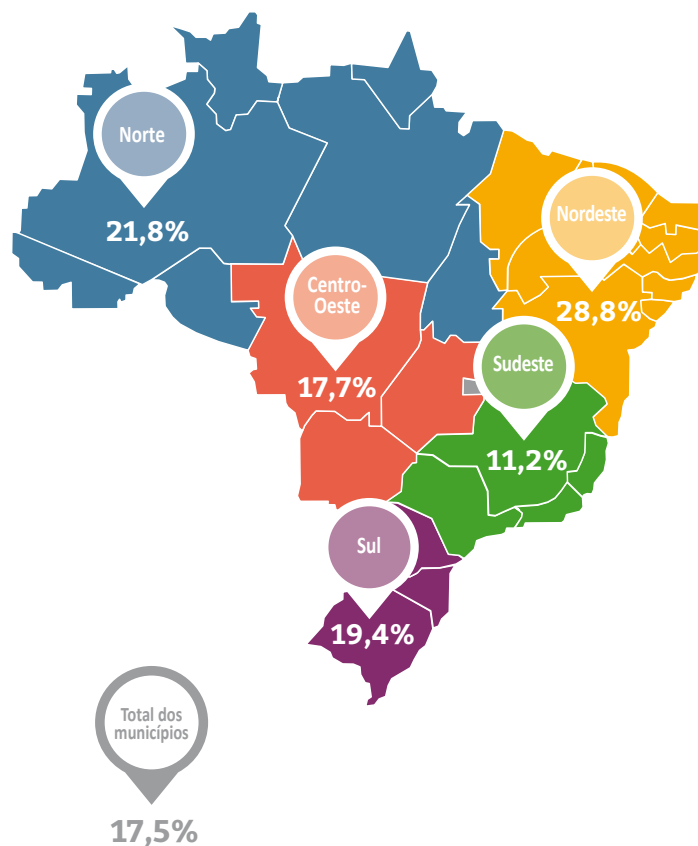 Norte
21,8%
Nordeste
28,8%
Centro-
Oeste
17,7%
Sudeste
11,2%
Sul
19,4%
Total dos
municípios
17,5%